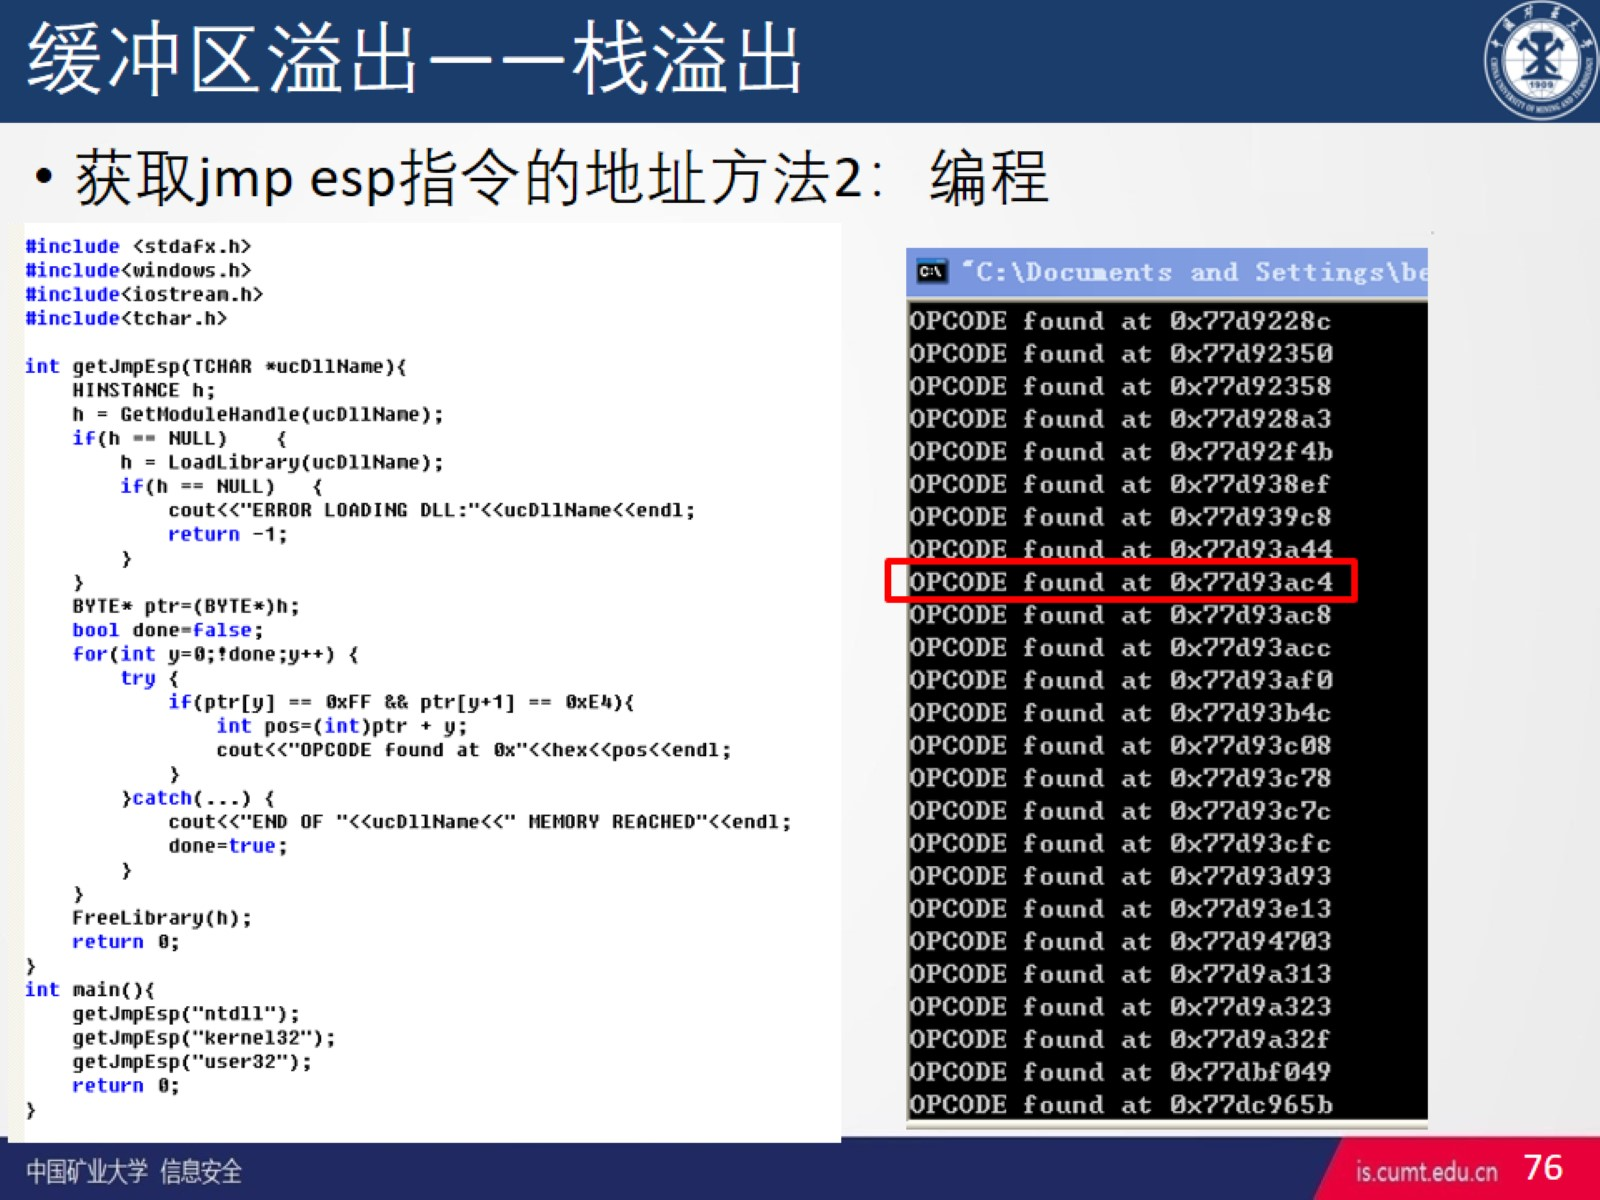 缓冲区溢出——栈溢出
• 获取jmp esp指令的地址方法2： 编程
#include <stdafx.h>
#include<windows.h>
#include<iostream.h>
#include<tchar.h>
int getJmpEsp(TCHAR *ucDllName){
HINSTANCE h;
h = GetModuleHandle(ucDllName);
if(h == NULL)    {
h = LoadLibrary(ucDllName);
if(h == NULL)   {
cout<<"ERROR LOADING DLL:"<<ucDllName<<endl;
return -1;
}
}
BYTE* ptr=(BYTE*)h;
bool done=false;
for(int y=0;!done;y++) {
try {
if(ptr[y] == 0xFF && ptr[y+1] == 0xE4){
int pos=(int)ptr + y;
cout<<"OPCODE found at 0x"<<hex<<pos<<endl;
}
}catch(...) {
cout<<"END OF "<<ucDllName<<" MEMORY REACHED"<<endl;
done=true;
}
}
FreeLibrary(h);
return 0;
}
int main(){
getJmpEsp("ntdll");
getJmpEsp("kernel32");
getJmpEsp("user32");
return 0;
}
"C:\Documents and Settings\be
OPCODE found at 0x77d9228c
OPCODE found at 0x77d92350
OPCODE found at 0x77d92358
OPCODE found at 0x77d928a3
OPCODE found at 0x77d92f4b
OPCODE found at 0x77d938ef
OPCODE found at 0x77d939c8
OPCODE found at 0x77d93a44
OPCODE found at 0x77d93ac4
OPCODE found at 0x77d93ac8
OPCODE found at 0x77d93acc
OPCODE found at 0x77d93af0
OPCODE found at 0x77d93b4c
OPCODE found at 0x77d93c08
OPCODE found at 0x77d93c78
OPCODE found at 0x77d93c7c
OPCODE found at 0x77d93cfc
OPCODE found at 0x77d93d93
OPCODE found at 0x77d93e13
OPCODE found at 0x77d94703
OPCODE found at 0x77d9a313
OPCODE found at 0x77d9a323
OPCODE found at 0x77d9a32f
OPCODE found at 0x77dbf049
OPCODE found at 0x77dc965b
中国矿业大学 信息安全
is.cumt.edu.cn 76